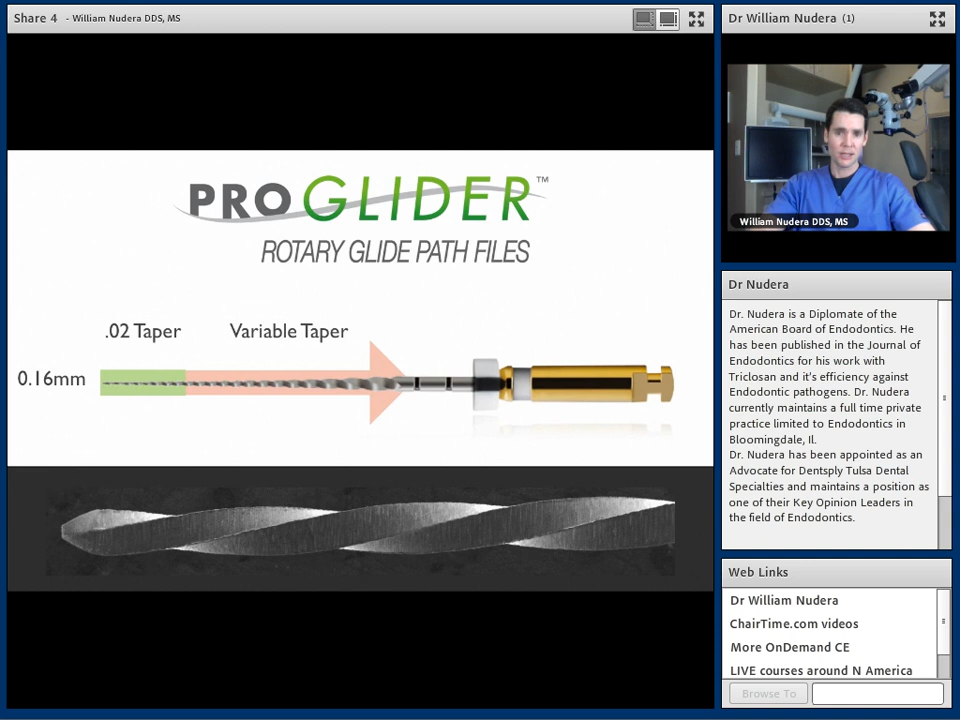 Share 4 - William Nudera DDS, MS
PROGLIDER™
ROTARY GLIDE PATH FILES
.02 Taper
Variable Taper
0.16mm
Dr William Nudera (1)
William Nudera DDS, MS
Dr Nudera
Dr. Nudera is a Diplomate of the
American Board of Endodontics. He
has been published in the Journal of
Endodontics for his work with
Triclosan and it's efficiency against
Endodontic pathogens. Dr. Nudera
currently maintains a full time private
practice limited to Endodontics in
Bloomingdale, Il.
Dr. Nudera has been appointed as an
Advocate for Dentsply Tulsa Dental
Specialties and maintains a position as
one of their Key Opinion Leaders in
the field of Endodontics.
Web Links
Dr William Nudera
ChairTime.com videos
More OnDemand CE
LIVE courses around N America
Browse To